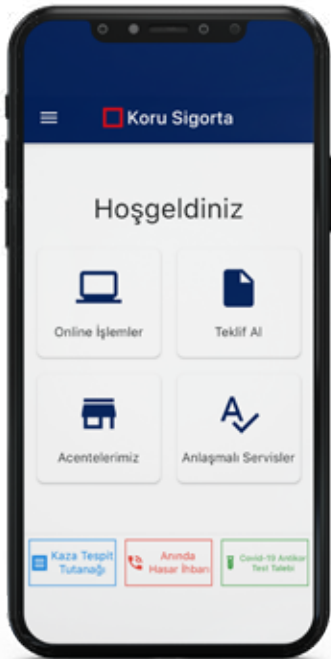 Koru Sigorta
Hoşgeldiniz
Online İşlemler
Teklif Al
Acentelerimiz
Anlaşmalı Servisler
Kaza Tespit
Tutanağı
Anında
Hasar İhbarı
Covid-19 Antikor
Test Talebi